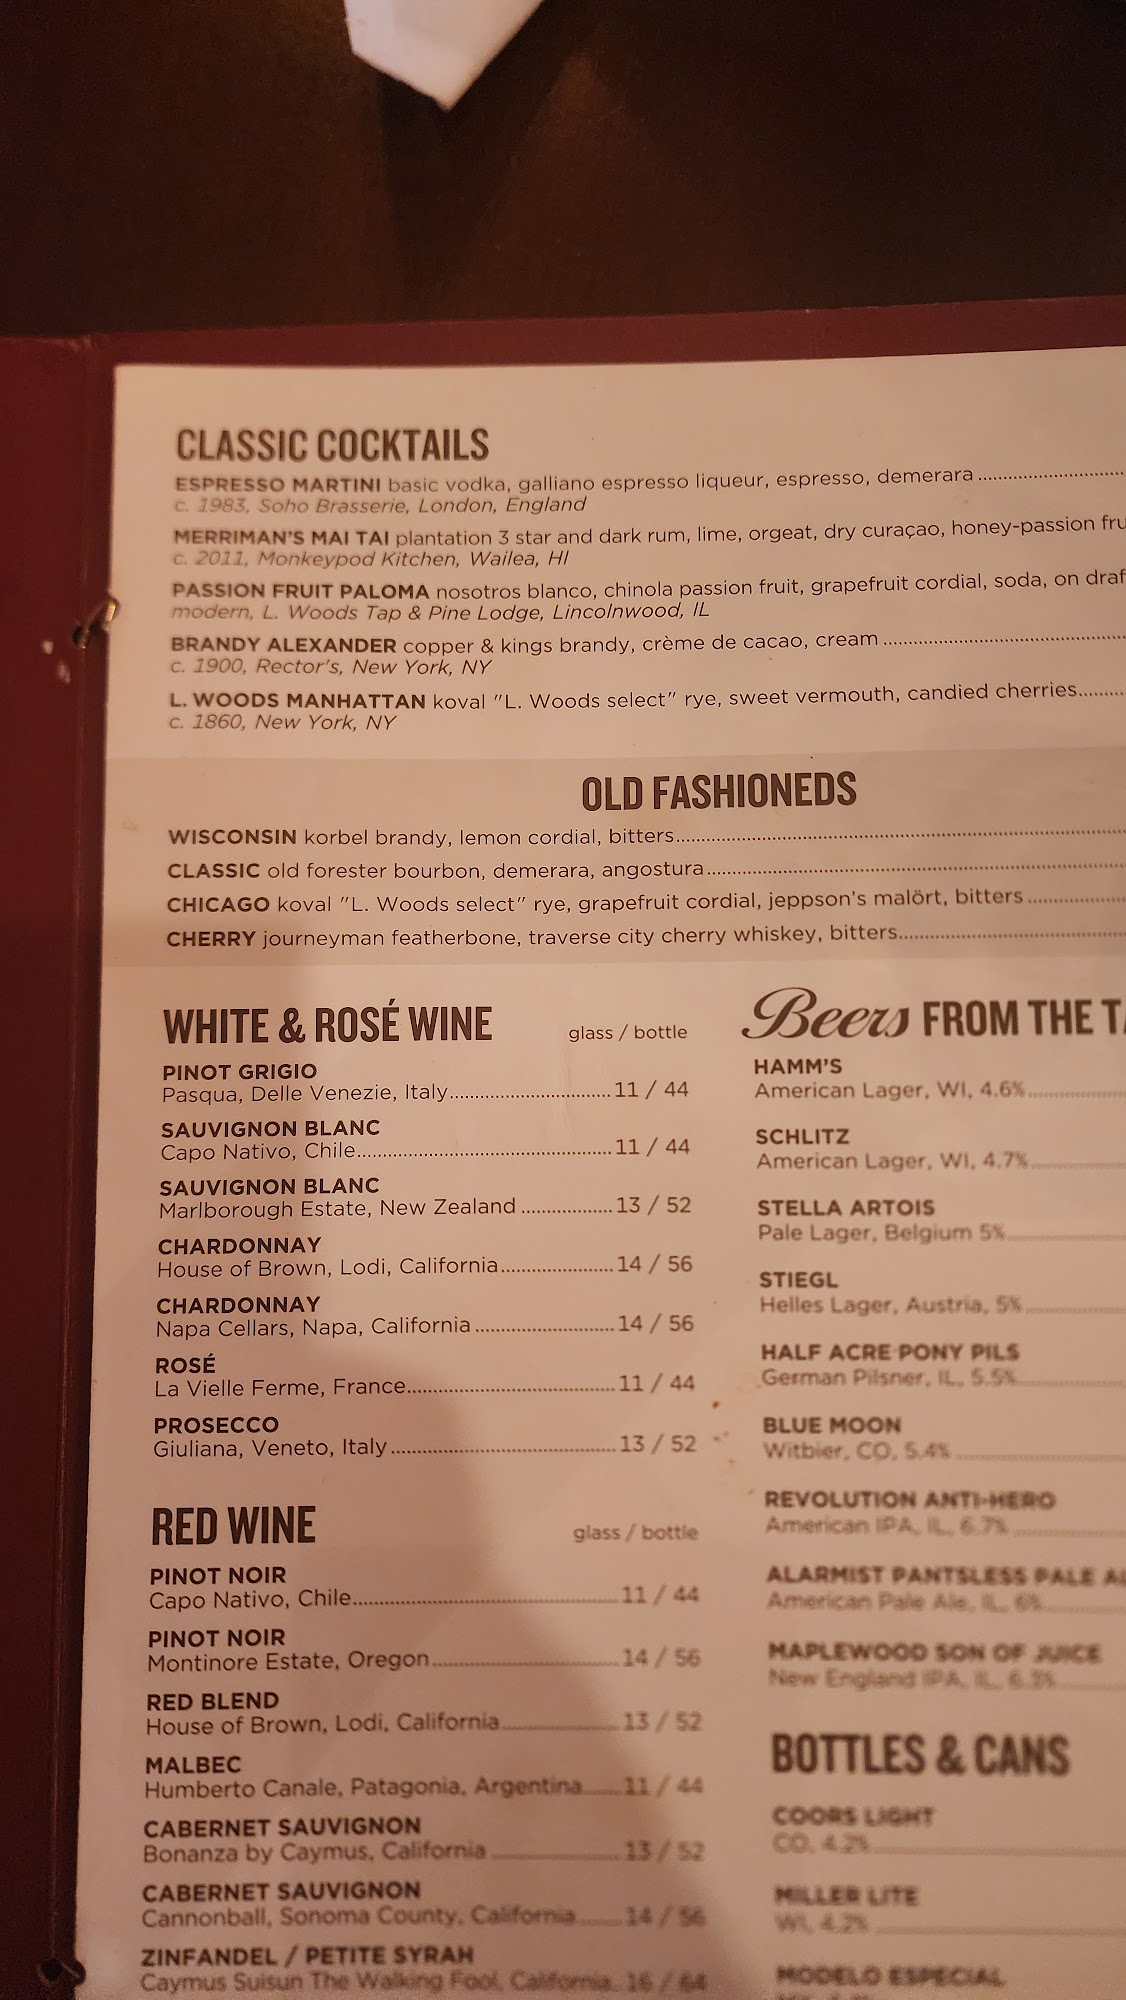 CLASSIC COCKTAILS
ESPRESSO MARTINI basic vodka, galliano espresso liqueur, espresso, demerara
c. 1983, Soho Brasserie, London, England
MERRIMAN'S MAI TAI plantation 3 star and dark rum, lime, orgeat, dry curaçao, honey-passion fru
c. 2011, Monkeypod Kitchen, Wailea, HI
PASSION FRUIT PALOMA nosotros blanco, chinola passion fruit, grapefruit cordial, soda, on draf
modern, L. Woods Tap & Pine Lodge, Lincolnwood, IL
BRANDY ALEXANDER copper & kings brandy, crème de cacao, cream
c. 1900, Rector's, New York, NY
L. WOODS MANHATTAN koval "L. Woods select" rye, sweet vermouth, candied cherries
c. 1860, New York, NY
OLD FASHIONEDS
WISCONSIN korbel brandy, lemon cordial, bitters
CLASSIC old forester bourbon, demerara, angostura
CHICAGO koval "L. Woods select" rye, grapefruit cordial, jeppson's malört, bitters
CHERRY journeyman featherbone, traverse city cherry whiskey, bitters
WHITE & ROSÉ WINE glass / bottle
PINOT GRIGIO
Pasqua, Delle Venezie, Italy 11 / 44
SAUVIGNON BLANC
Capo Nativo, Chile 11 / 44
SAUVIGNON BLANC
Marlborough Estate, New Zealand 13 / 52
CHARDONNAY
House of Brown, Lodi, California 14 / 56
CHARDONNAY
Napa Cellars, Napa, California 14 / 56
ROSÉ
La Vielle Ferme, France 11 / 44
PROSECCO
Giuliana, Veneto, Italy 13 / 52
RED WINE glass / bottle
PINOT NOIR
Capo Nativo, Chile 11 / 44
PINOT NOIR
Montinore Estate, Oregon 14 / 56
RED BLEND
House of Brown, Lodi, California 13 / 52
MALBEC
Humberto Canale, Patagonia, Argentina 11 / 44
CABERNET SAUVIGNON
Bonanza by Caymus, California 13 / 52
CABERNET SAUVIGNON
Cannonball, Sonoma County, California 14 / 56
ZINFANDEL / PETITE SYRAH
Caymus Suisun The Walking Fool, California 16 / 64
Beers FROM THE TA
HAMM'S
American Lager, WI, 4.6%
SCHLITZ
American Lager, WI, 4.7%
STELLA ARTOIS
Pale Lager, Belgium 5%
STIEGL
Helles Lager, Austria, 5%
HALF ACRE PONY PILS
German Pilsner, IL, 5.5%
BLUE MOON
Witbier, CO, 5.4%
REVOLUTION ANTI-HERO
American IPA, IL, 6.7%
ALARMIST PANTSLESS PALE AL
American Pale Ale, IL, 6%
MAPLEWOOD SON OF JUICE
New England IPA, IL, 6.3%
BOTTLES & CANS
COORS LIGHT
CO, 4.2%
MILLER LITE
WI, 4.2%
MODELO ESPECIAL